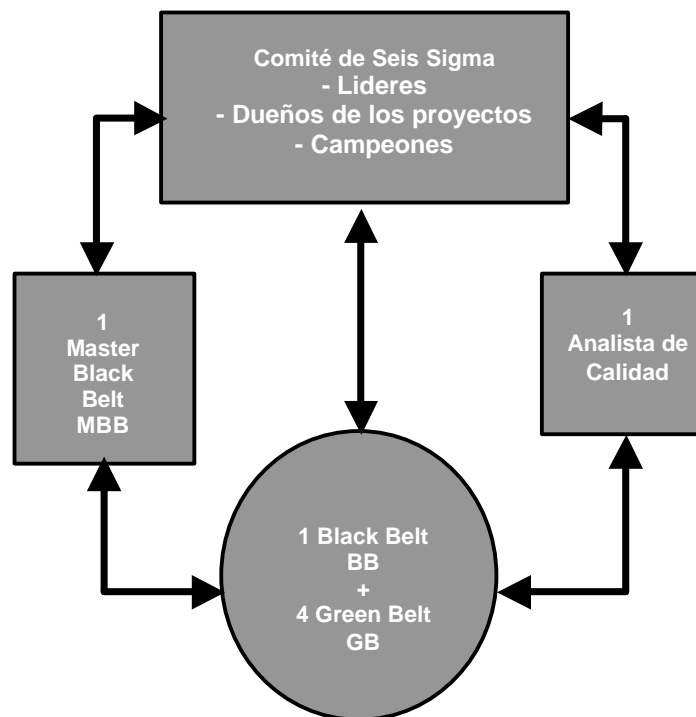 Comité de Seis Sigma
- Lideres
- Dueños de los proyectos
- Campeones
1
Master
Black
Belt
MBB
1
Analista de
Calidad
1 Black Belt
BB
+
4 Green Belt
GB